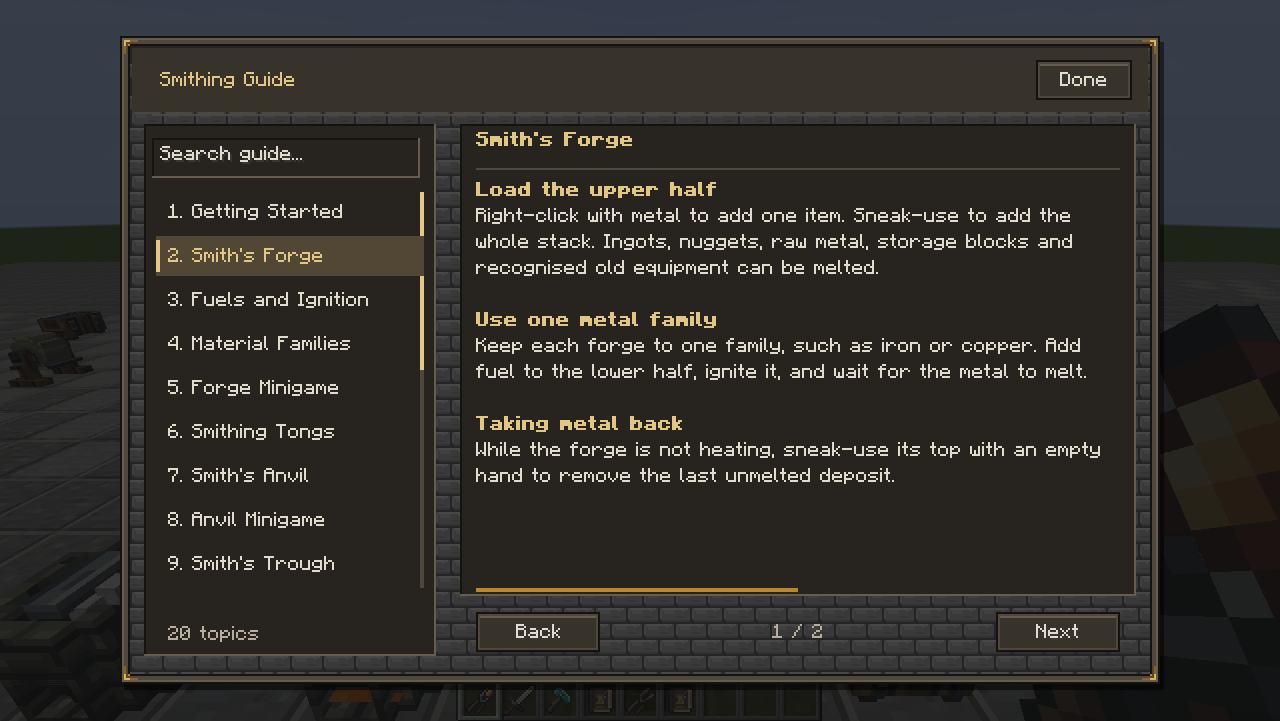 Smithing Guide
Done
Search guide...
1. Getting Started
2. Smith's Forge
3. Fuels and Ignition
4. Material Families
5. Forge Minigame
6. Smithing Tongs
7. Smith's Anvil
8. Anvil Minigame
9. Smith's Trough
20 topics
Smith's Forge
Load the upper half
Right-click with metal to add one item. Sneak-use to add the
whole stack. Ingots, nuggets, raw metal, storage blocks and
recognised old equipment can be melted.
Use one metal family
Keep each forge to one family, such as iron or copper. Add
fuel to the lower half, ignite it, and wait for the metal to melt.
Taking metal back
While the forge is not heating, sneak-use its top with an empty
hand to remove the last unmelted deposit.
Back
1 / 2
Next